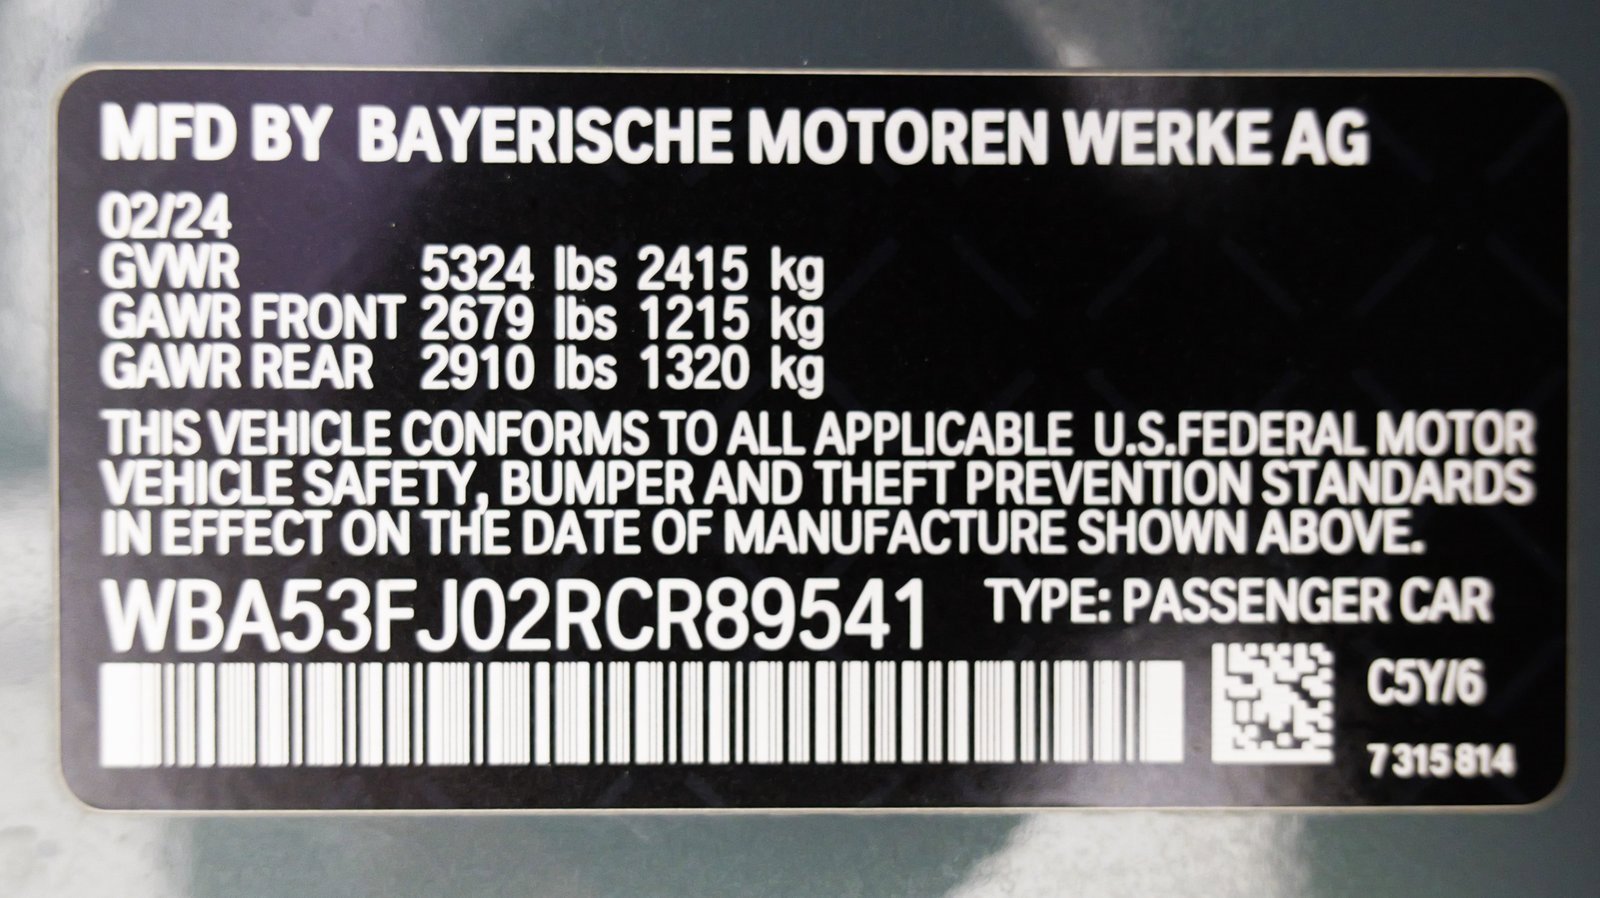 MFD BY BAYERISCHE MOTOREN WERKE AG
02/24
GVWR 5324 lbs 2415 kg
GAWR FRONT 2679 lbs 1215 kg
GAWR REAR 2910 lbs 1320 kg
THIS VEHICLE CONFORMS TO ALL APPLICABLE U.S.FEDERAL MOTOR
VEHICLE SAFETY, BUMPER AND THEFT PREVENTION STANDARDS
IN EFFECT ON THE DATE OF MANUFACTURE SHOWN ABOVE.
WBA53FJ02RCR89541 TYPE: PASSENGER CAR
C5Y/6
7 315 814